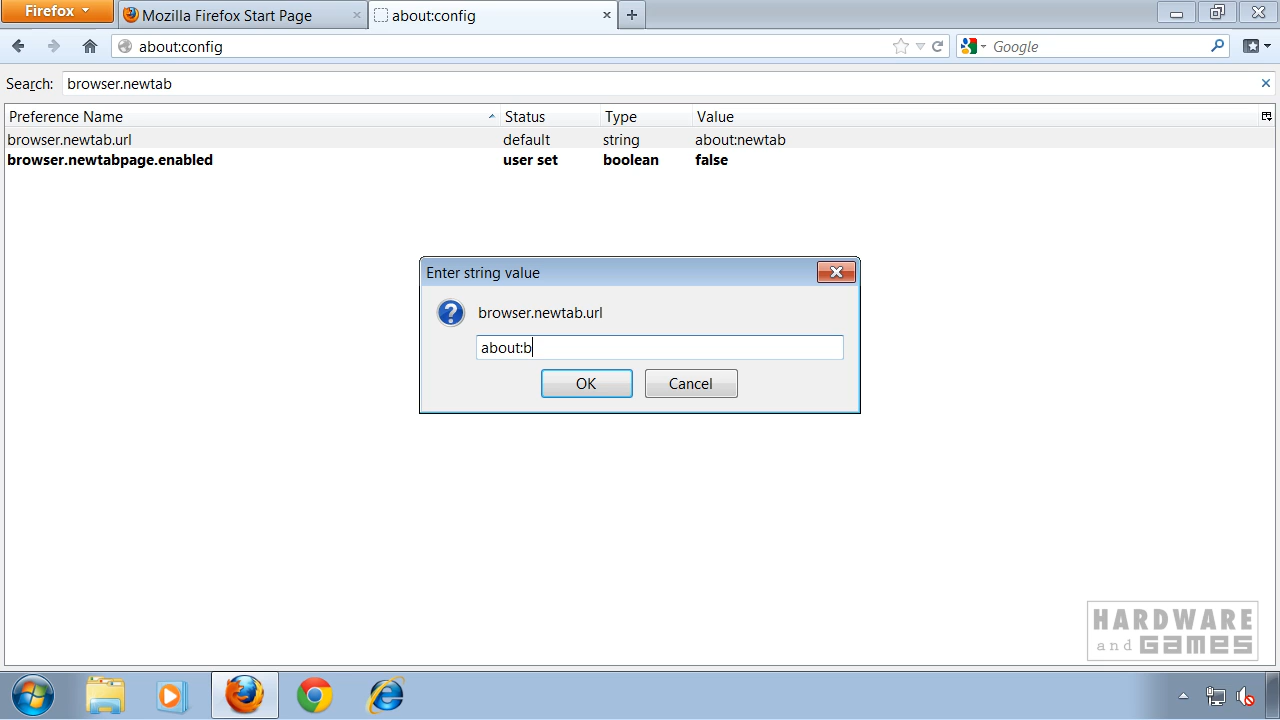 Firefox
Mozilla Firefox Start Page
about:config
about:config
Google
Search: browser.newtab
Preference Name Status Type Value
browser.newtab.url default string about:newtab
browser.newtabpage.enabled user set boolean false
Enter string value
browser.newtab.url
about:b
OK Cancel
HARDWARE
and GAMES